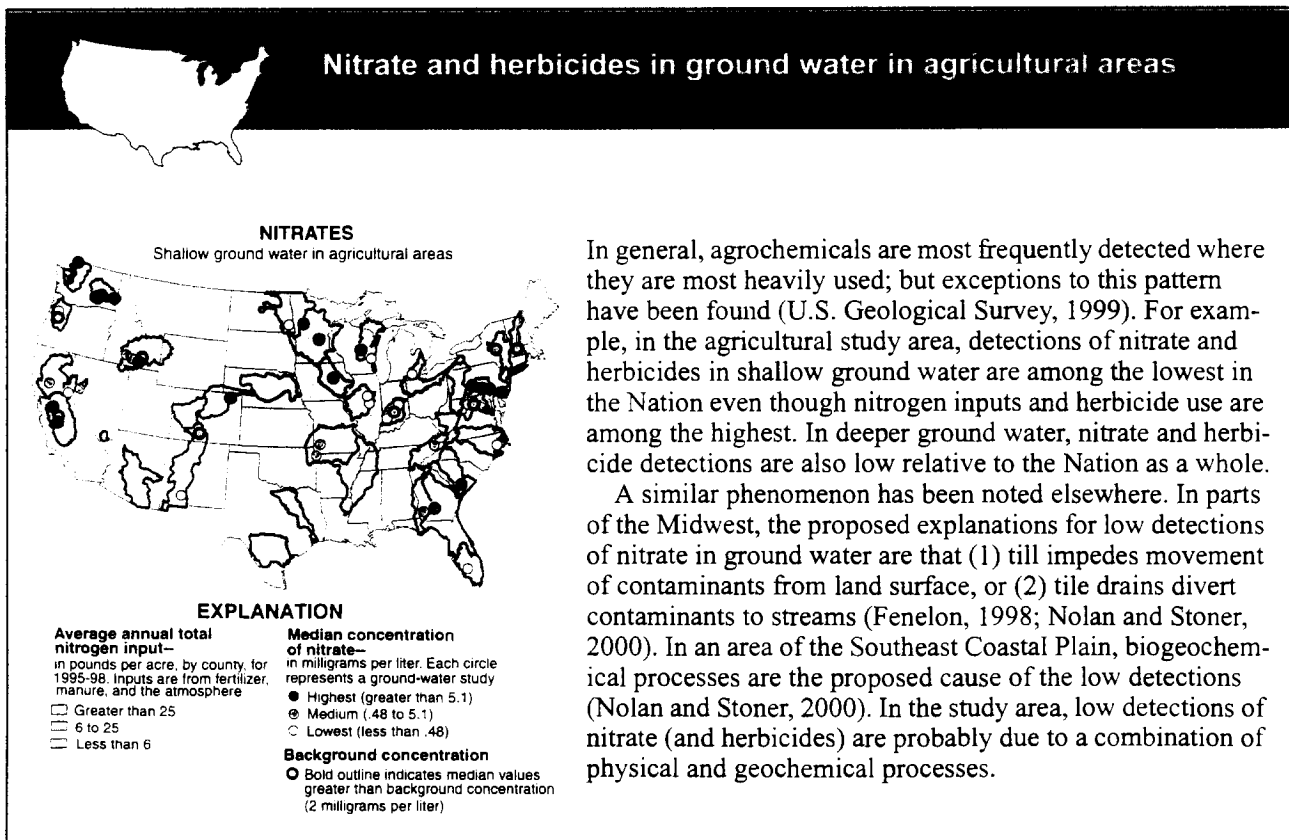 Nitrate and herbicides in ground water in agricultural areas
NITRATES
Shallow ground water in agricultural areas
EXPLANATION
Average annual total
nitrogen input—
in pounds per acre, by county, for
1995-98. Inputs are from fertilizer,
manure, and the atmosphere
Greater than 25
6 to 25
Less than 6
Median concentration
of nitrate—
in milligrams per liter. Each circle
represents a ground-water study
Highest (greater than 5.1)
Medium (.48 to 5.1)
Lowest (less than .48)
Background concentration
Bold outline indicates median values
greater than background concentration
(2 milligrams per liter)
In general, agrochemicals are most frequently detected where
they are most heavily used; but exceptions to this pattern
have been found (U.S. Geological Survey, 1999). For exam-
ple, in the agricultural study area, detections of nitrate and
herbicides in shallow ground water are among the lowest in
the Nation even though nitrogen inputs and herbicide use are
among the highest. In deeper ground water, nitrate and herbi-
cide detections are also low relative to the Nation as a whole.
A similar phenomenon has been noted elsewhere. In parts
of the Midwest, the proposed explanations for low detections
of nitrate in ground water are that (1) till impedes movement
of contaminants from land surface, or (2) tile drains divert
contaminants to streams (Fenelon, 1998; Nolan and Stoner,
2000). In an area of the Southeast Coastal Plain, biogeochem-
ical processes are the proposed cause of the low detections
(Nolan and Stoner, 2000). In the study area, low detections of
nitrate (and herbicides) are probably due to a combination of
physical and geochemical processes.